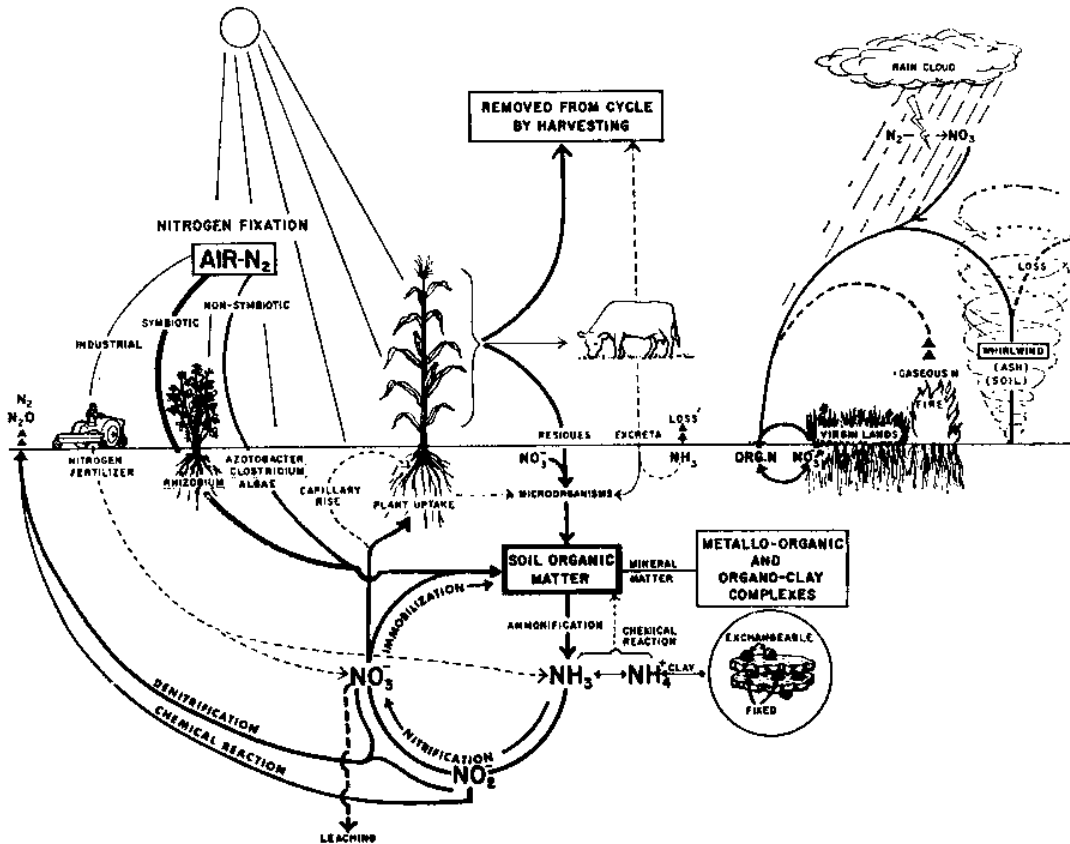 RAIN CLOUD
REMOVED FROM CYCLE
BY HARVESTING
N₂ → NO₃
NITROGEN FIXATION
AIR-N₂
LOSS
NON-SYMBIOTIC
SYMBIOTIC
INDUSTRIAL
WHIRLWIND
(ASH)
(SOIL)
GASEOUS N
FIRE
N₂
N₂O
RESIDUES
EXCRETA
LOSS
VIRGIN LANDS
NITROGEN
FERTILIZER
RHIZOBIUM
AZOTOBACTER
CLOSTRIDIUM
ALGAE
CAPILLARY
RISE
PLANT UPTAKE
NO₃⁻
NH₃
ORG.N
NO₃⁻
MICROORGANISMS
SOIL ORGANIC
MATTER
MINERAL
MATTER
METALLO-ORGANIC
AND
ORGANO-CLAY
COMPLEXES
IMMOBILIZATION
AMMONIFICATION
CHEMICAL
REACTION
EXCHANGEABLE
FIXED
NO₃⁻
NH₃
NH₄⁺
CLAY
DENITRIFICATION
CHEMICAL REACTION
NITRIFICATION
NO₂⁻
LEACHING